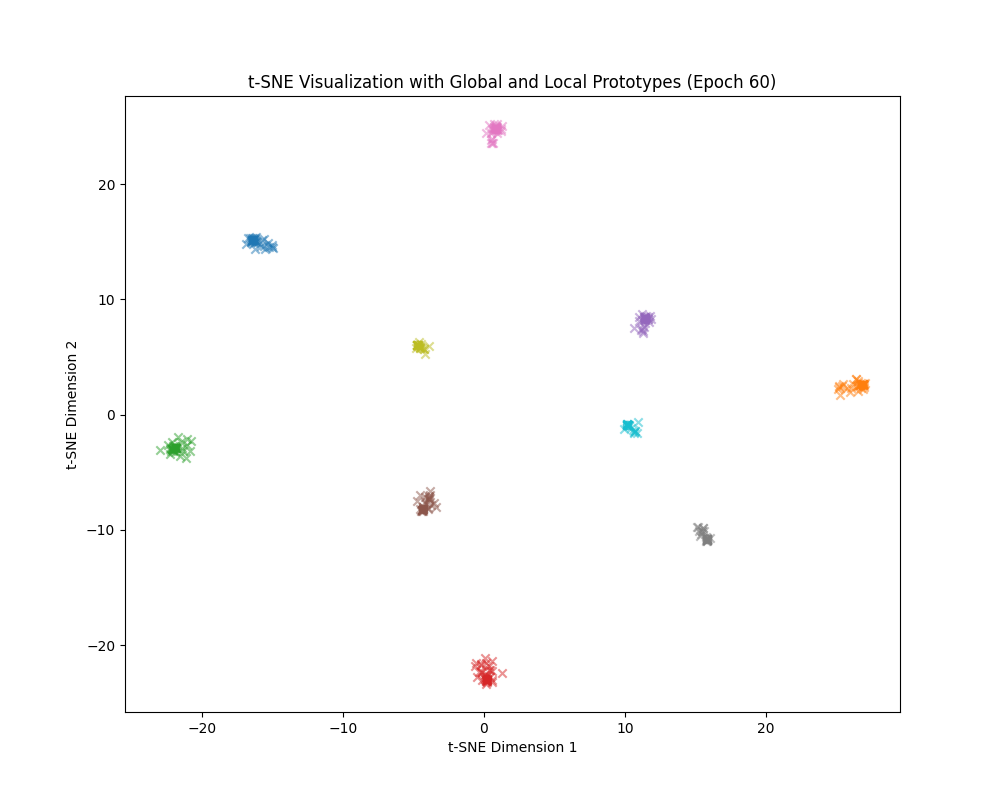 t-SNE Visualization with Global and Local Prototypes (Epoch 60)
20
10
0
−10
−20
t-SNE Dimension 2
−20 −10 0 10 20
t-SNE Dimension 1